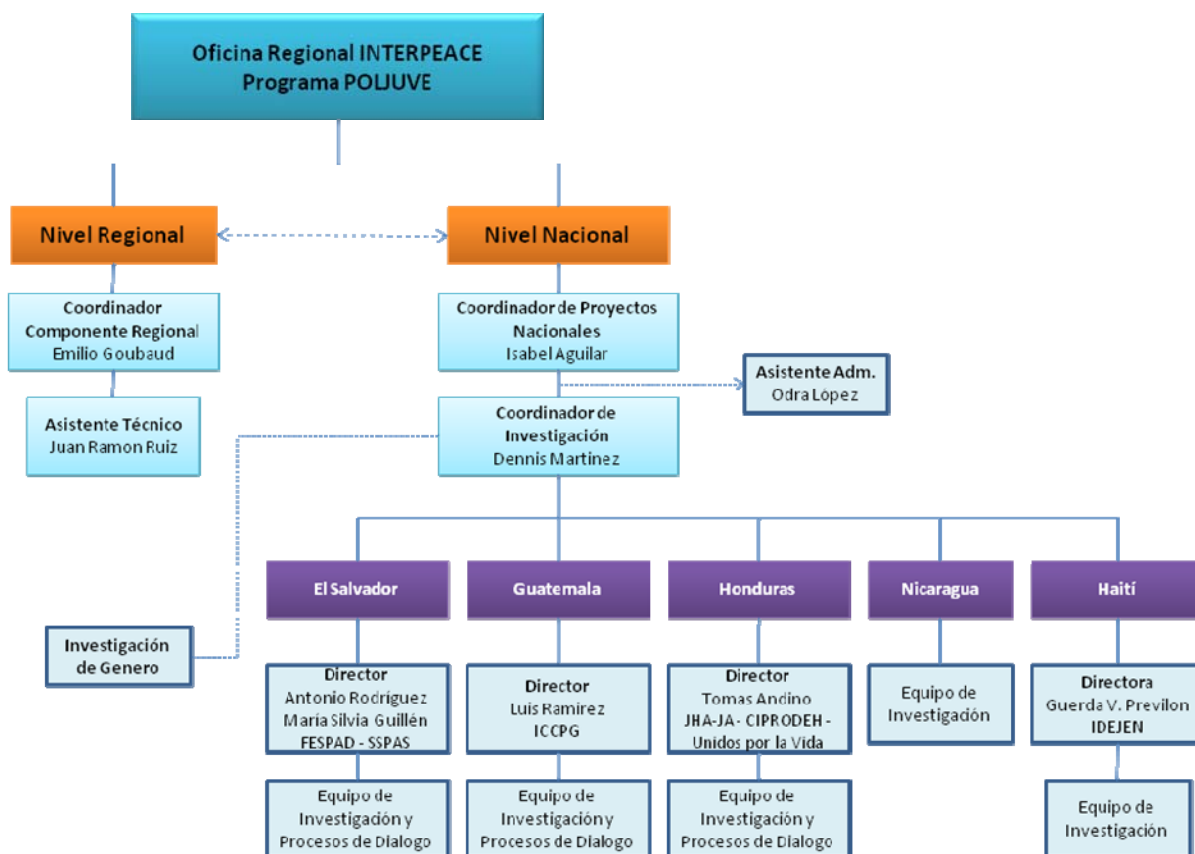 Oficina Regional INTERPEACE
Programa POLJUVE
Nivel Regional
Nivel Nacional
Coordinador
Componente Regional
Emilio Goubaud
Coordinador de Proyectos
Nacionales
Isabel Aguilar
Asistente Adm.
Odra López
Asistente Técnico
Juan Ramon Ruiz
Coordinador de
Investigación
Dennis Martinez
El Salvador
Guatemala
Honduras
Nicaragua
Haití
Investigación
de Genero
Director
Antonio Rodríguez
María Silvia Guillén
FESPAD - SSPAS
Director
Luis Ramírez
ICCPG
Director
Tomas Andino
JHA-JA- CIPRODEH -
Unidos por la Vida
Equipo de
Investigación
Directora
Guerda V. Previlon
IDEJEN
Equipo de
Investigación y
Procesos de Dialogo
Equipo de
Investigación y
Procesos de Dialogo
Equipo de
Investigación y
Procesos de Dialogo
Equipo de
Investigación